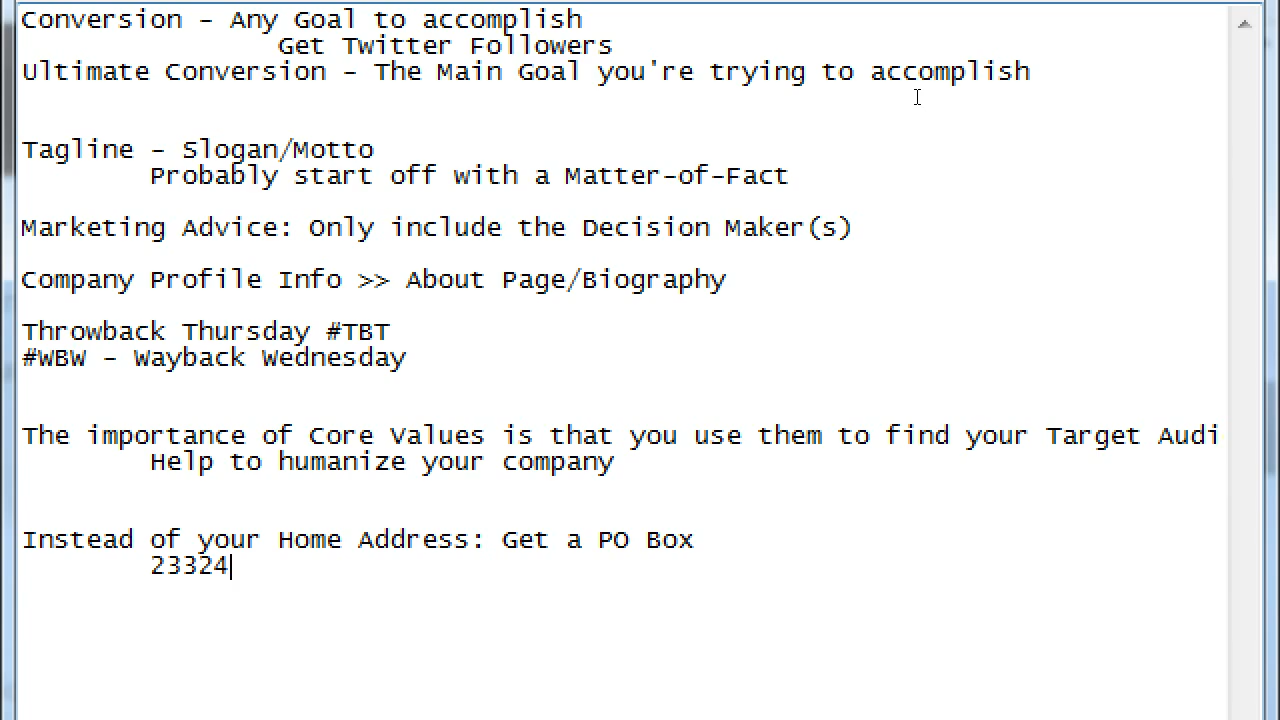 Conversion - Any Goal to accomplish
Get Twitter Followers
Ultimate Conversion - The Main Goal you're trying to accomplish
Tagline - Slogan/Motto
Probably start off with a Matter-of-Fact
Marketing Advice: Only include the Decision Maker(s)
Company Profile Info >> About Page/Biography
Throwback Thursday #TBT
#WBW - Wayback Wednesday
The importance of Core Values is that you use them to find your Target Audi
Help to humanize your company
Instead of your Home Address: Get a PO Box
23324